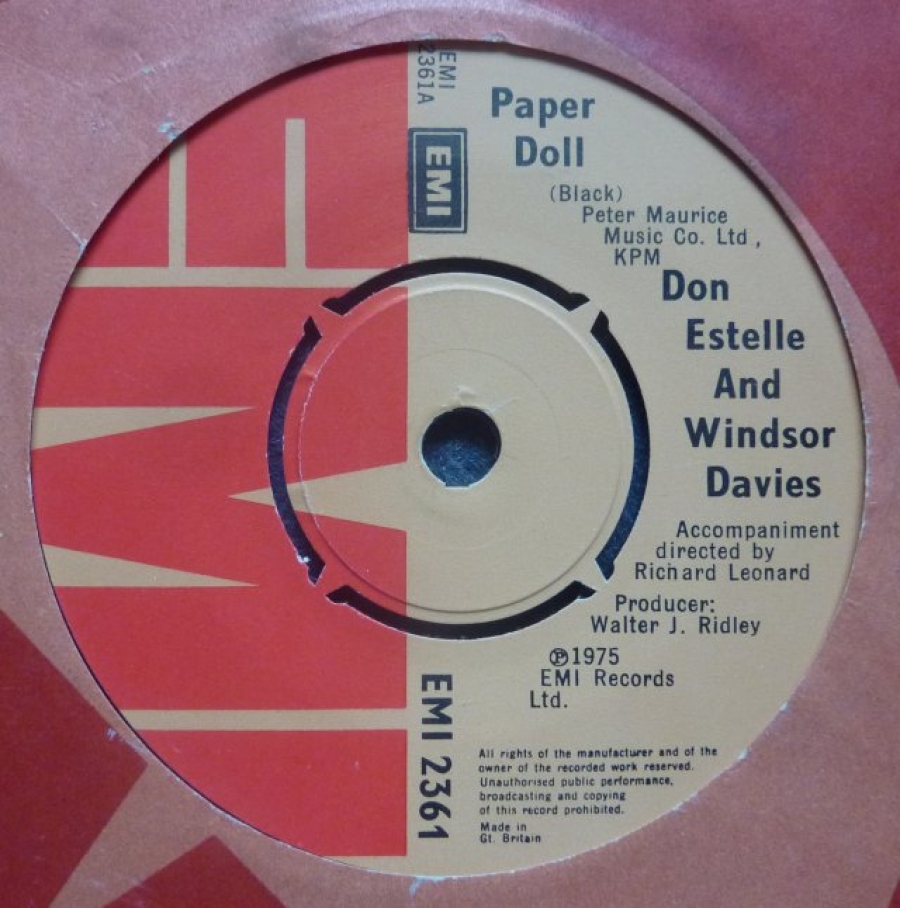 EMI
2361A
EMI
Paper
Doll
(Black)
Peter Maurice
Music Co. Ltd ,
KPM
Don
Estelle
And
Windsor
Davies
Accompaniment
directed by
Richard Leonard
Producer:
Walter J. Ridley
℗1975
EMI Records
Ltd.
EMI 2361
All rights of the manufacturer and of the
owner of the recorded work reserved.
Unauthorised public performance,
broadcasting and copying
of this record prohibited.
Made in
Gt. Britain
EMI